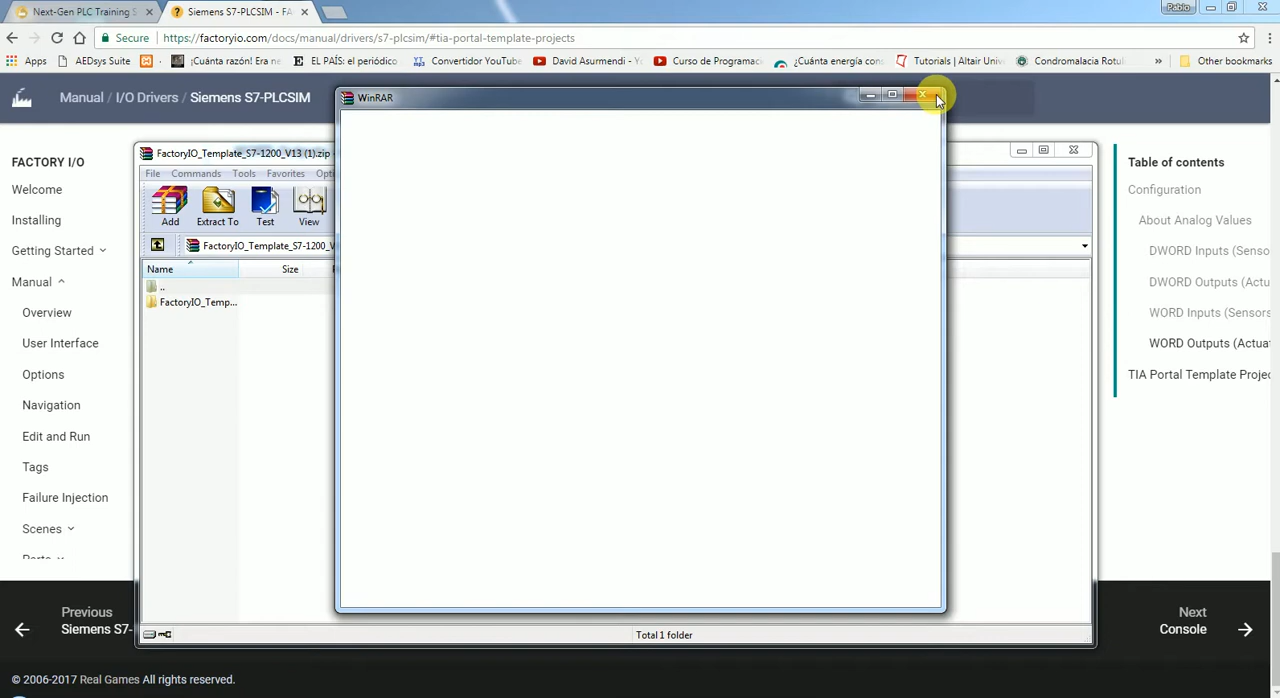 Next-Gen PLC Training S
Siemens S7-PLCSIM - FA
Pablo
Secure
https://factoryio.com/docs/manual/drivers/s7-plcsim/#tia-portal-template-projects
Apps
AEDsys Suite
¡Cuánta razón! Era ne
EL PAÍS: el periódico
Convertidor YouTube
David Asurmendi - Yo
Curso de Programac
¿Cuánta energía cons
Tutorials | Altair Univ
Condromalacia Rotul
»
Other bookmarks
Manual / I/O Drivers / Siemens S7-PLCSIM
WinRAR
FACTORY I/O
Welcome
Installing
Getting Started
Manual
Overview
User Interface
Options
Navigation
Edit and Run
Tags
Failure Injection
Scenes
FactoryIO_Template_S7-1200_V13 (1).zip
File Commands Tools Favorites Opti
Add Extract To Test View
FactoryIO_Template_S7-1200_V
Name Size
..
FactoryIO_Temp...
Total 1 folder
Table of contents
Configuration
About Analog Values
DWORD Inputs (Senso
DWORD Outputs (Actu
WORD Inputs (Sensors
WORD Outputs (Actuat
TIA Portal Template Projec
Previous
Siemens S7-
Next
Console
© 2006-2017 Real Games All rights reserved.